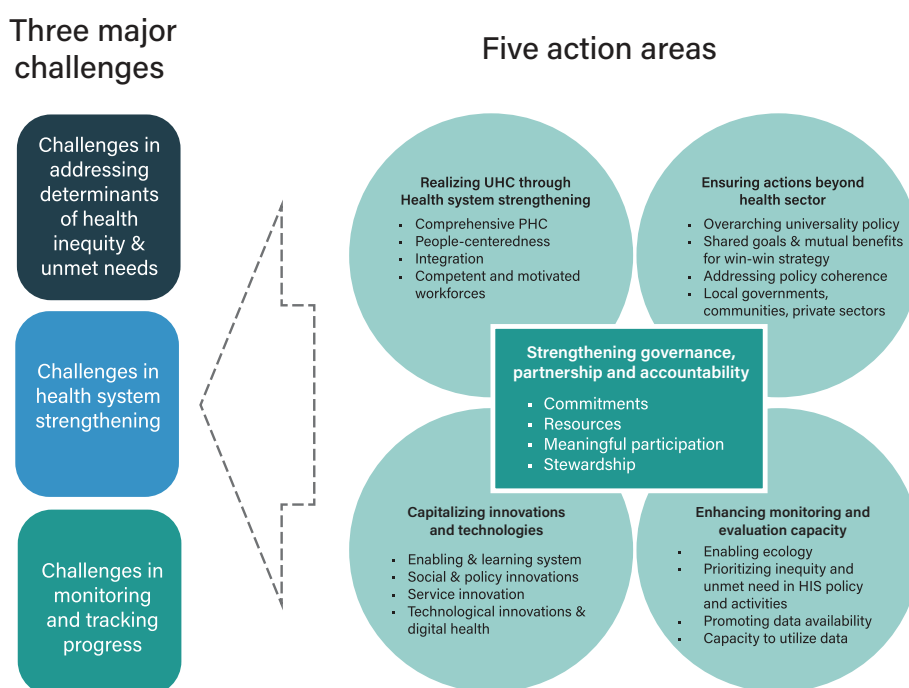 Three major
challenges
Five action areas
Challenges in
addressing
determinants
of health
inequity &
unmet needs
Challenges in
health system
strengthening
Challenges in
monitoring
and tracking
progress
Realizing UHC through
Health system strengthening
▪ Comprehensive PHC
▪ People-centeredness
▪ Integration
▪ Competent and motivated
workforces
Ensuring actions beyond
health sector
▪ Overarching universality policy
▪ Shared goals & mutual benefits
for win-win strategy
▪ Addressing policy coherence
▪ Local governments,
communities, private sectors
Strengthening governance,
partnership and accountability
▪ Commitments
▪ Resources
▪ Meaningful participation
▪ Stewardship
Capitalizing innovations
and technologies
▪ Enabling & learning system
▪ Social & policy innovations
▪ Service innovation
▪ Technological innovations &
digital health
Enhancing monitoring and
evaluation capacity
▪ Enabling ecology
▪ Prioritizing inequity and
unmet need in HIS policy
and activities
▪ Promoting data availability
▪ Capacity to utilize data